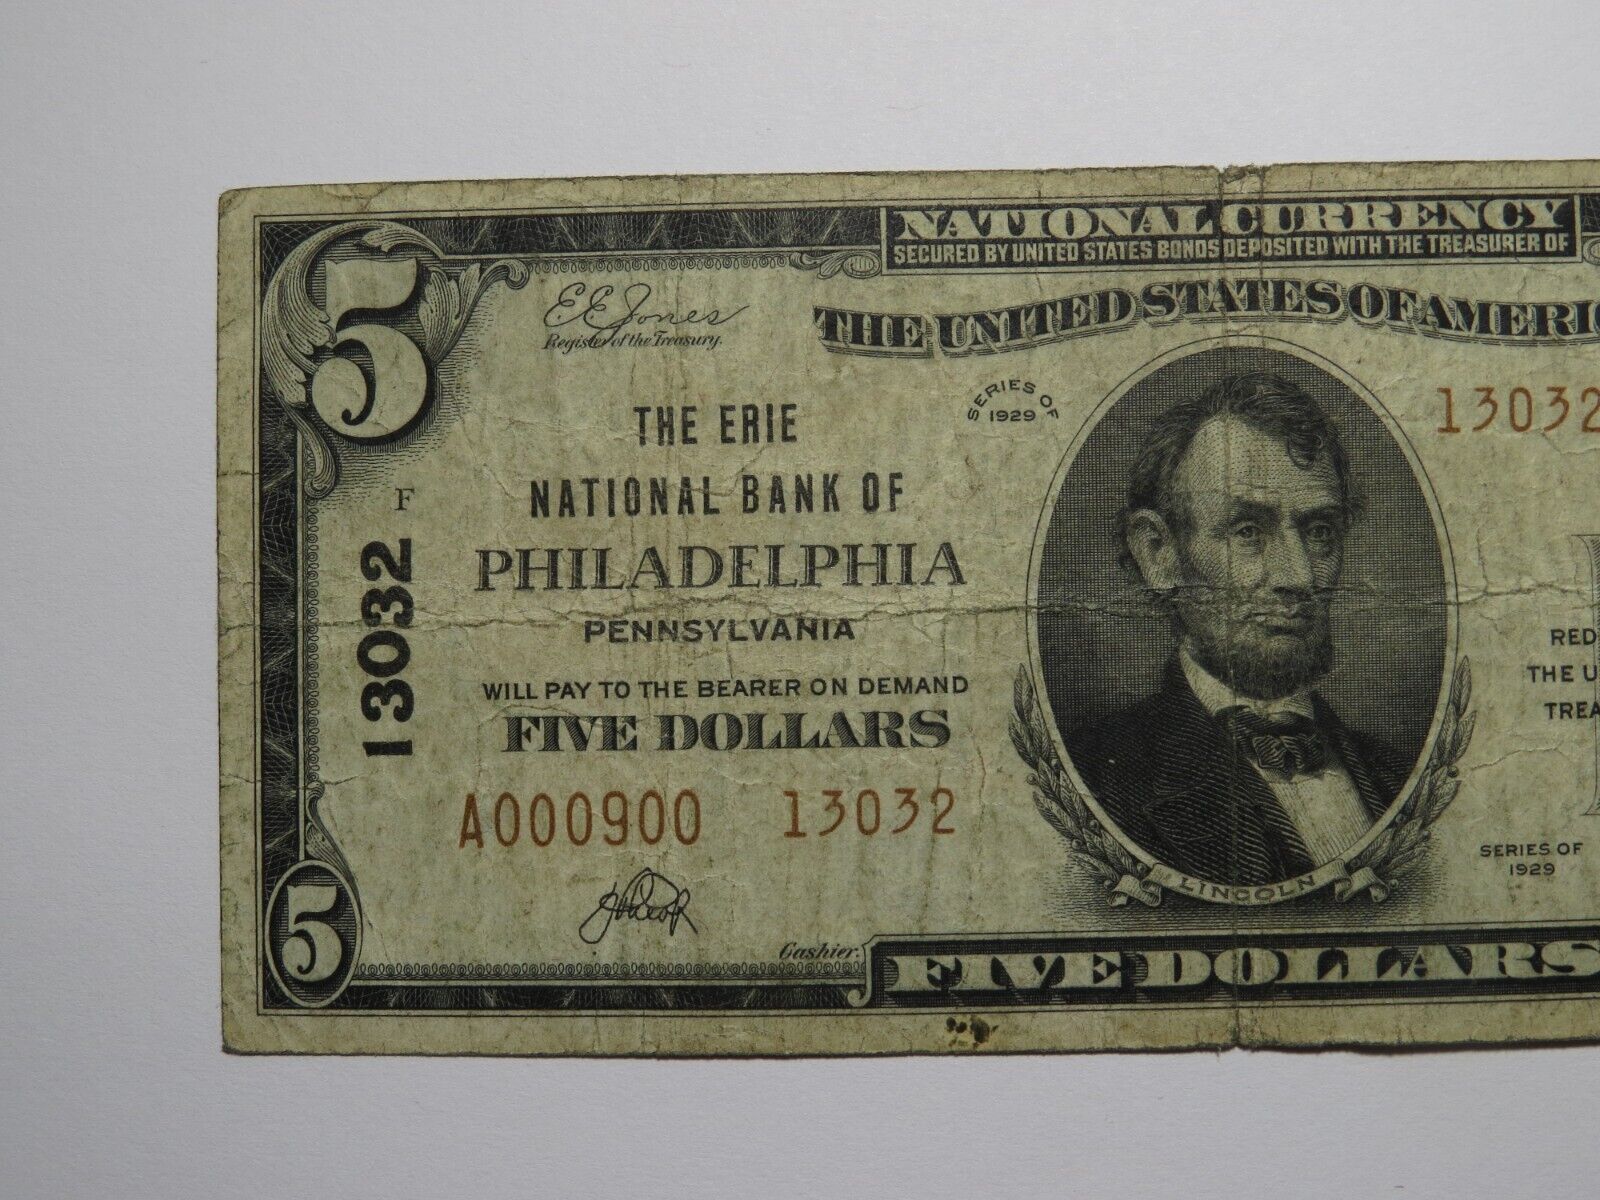 NATIONAL CURRENCY
SECURED BY UNITED STATES BONDS DEPOSITED WITH THE TREASURER OF
THE UNITED STATES OF AMERI
5
E E Jones
Register of the Treasury.
SERIES OF
1929
13032
THE ERIE
NATIONAL BANK OF
F
PHILADELPHIA
PENNSYLVANIA
13032
WILL PAY TO THE BEARER ON DEMAND
FIVE DOLLARS
A000900 13032
RED
THE U
TREA
SERIES OF
1929
LINCOLN
5
Cashier.
FIVE DOLLARS